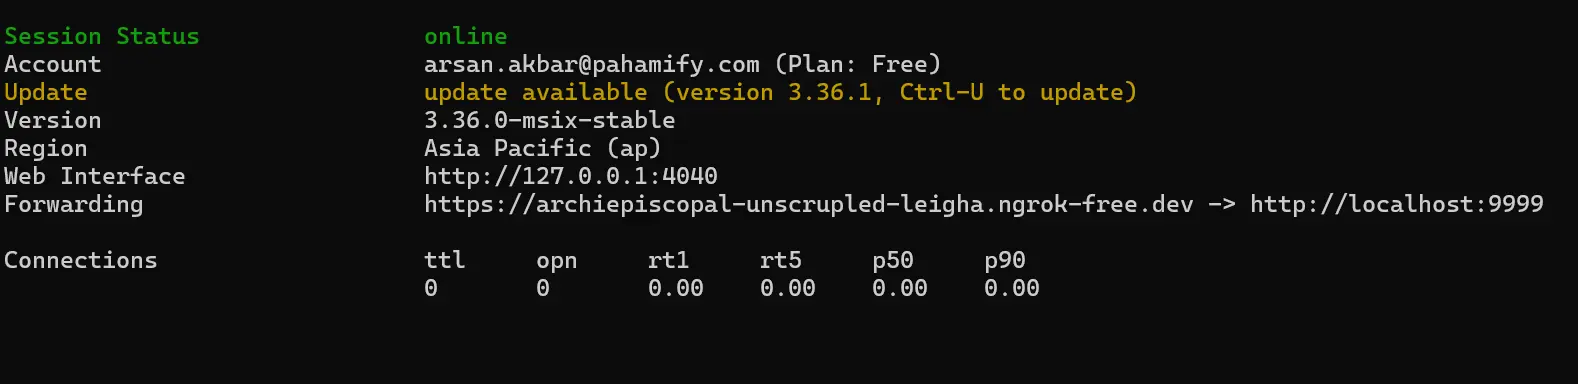 Session Status online
Account arsan.akbar@pahamify.com (Plan: Free)
Update update available (version 3.36.1, Ctrl-U to update)
Version 3.36.0-msix-stable
Region Asia Pacific (ap)
Web Interface http://127.0.0.1:4040
Forwarding https://archiepiscopal-unscrupled-leigha.ngrok-free.dev -> http://localhost:9999
Connections ttl opn rt1 rt5 p50 p90
0 0 0.00 0.00 0.00 0.00